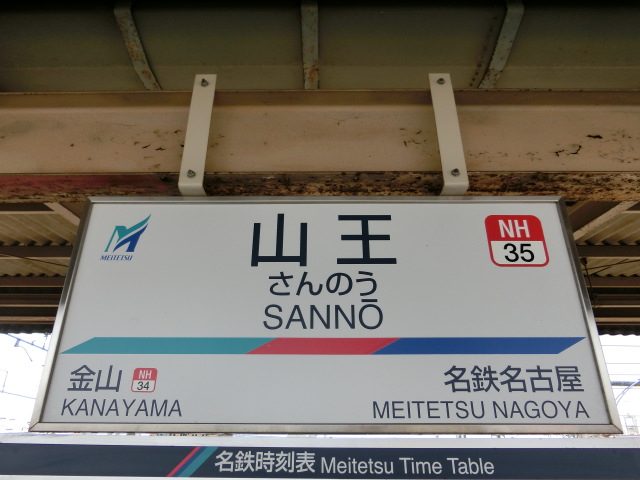 MEITETSU
山王
NH
35
さんのう
SANNŌ
金山
NH
34
名鉄名古屋
KANAYAMA
MEITETSU NAGOYA
名鉄時刻表 Meitetsu Time Table